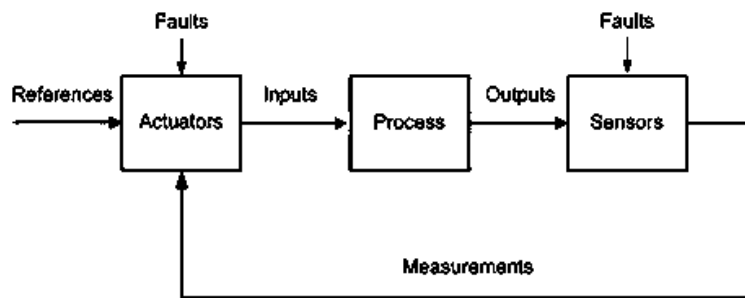 Faults
Faults
References
Actuators
Inputs
Process
Outputs
Sensors
Measurements